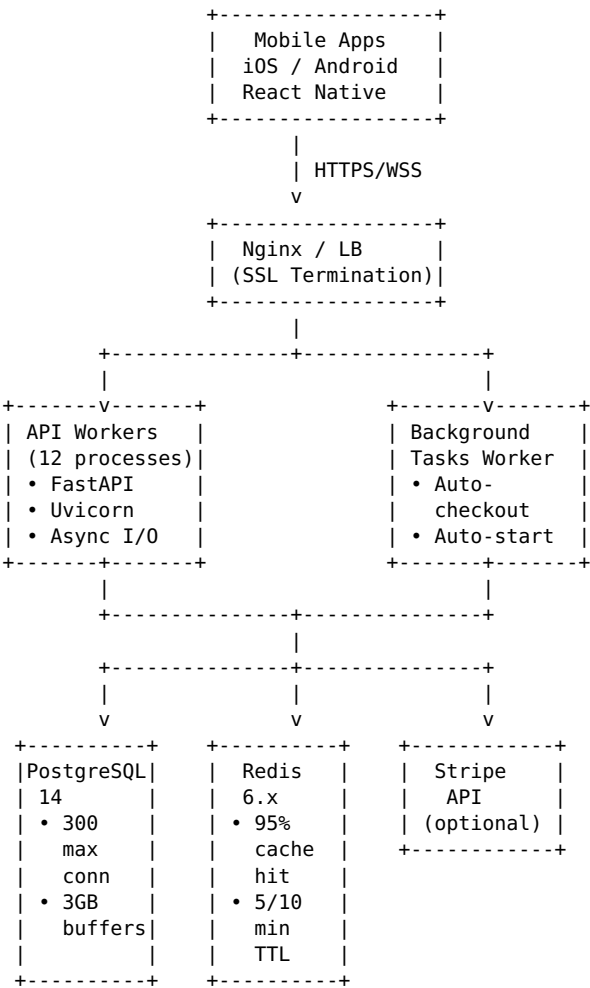 Mobile Apps
iOS / Android
React Native
HTTPS/WSS
Nginx / LB
(SSL Termination)
API Workers
(12 processes)
• FastAPI
• Uvicorn
• Async I/O
Background
Tasks Worker
• Auto-
checkout
• Auto-start
PostgreSQL
14
• 300
max
conn
• 3GB
buffers
Redis
6.x
• 95%
cache
hit
• 5/10
min
TTL
Stripe
API
(optional)